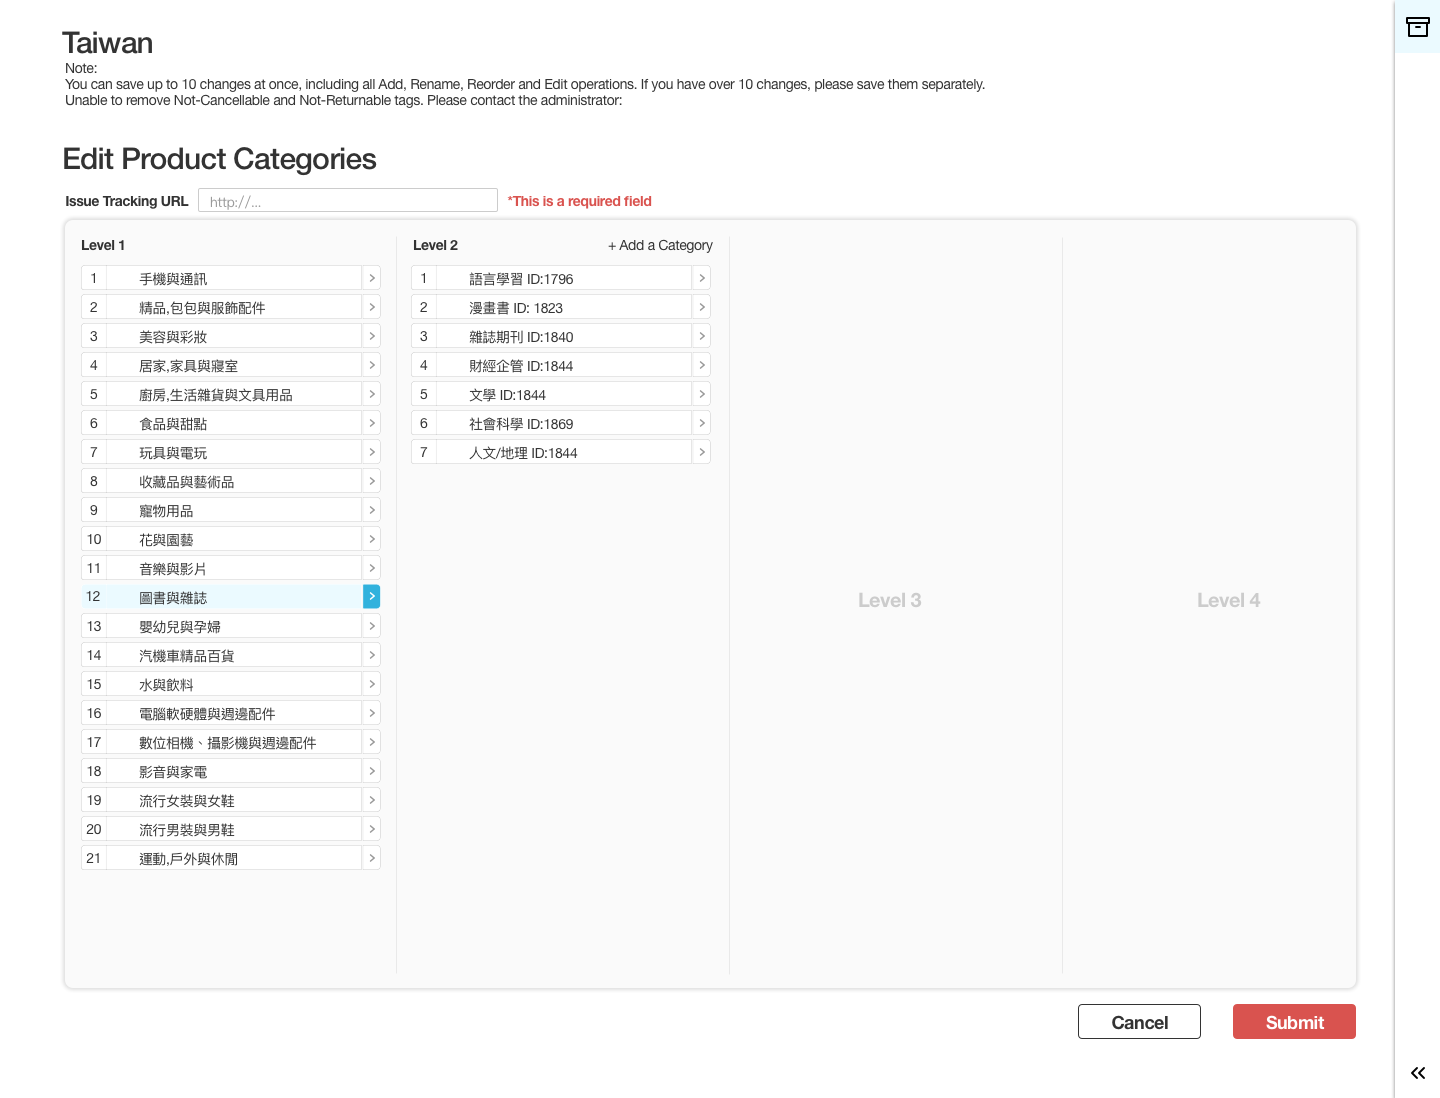 Taiwan
Note:
You can save up to 10 changes at once, including all Add, Rename, Reorder and Edit operations. If you have over 10 changes, please save them separately.
Unable to remove Not-Cancellable and Not-Returnable tags. Please contact the administrator:
Edit Product Categories
Issue Tracking URL http://... *This is a required field
Level 1
1 手機與通訊
2 精品,包包與服飾配件
3 美容與彩妝
4 居家,家具與寢室
5 廚房,生活雜貨與文具用品
6 食品與甜點
7 玩具與電玩
8 收藏品與藝術品
9 寵物用品
10 花與園藝
11 音樂與影片
12 圖書與雜誌
13 嬰幼兒與孕婦
14 汽機車精品百貨
15 水與飲料
16 電腦軟硬體與週邊配件
17 數位相機、攝影機與週邊配件
18 影音與家電
19 流行女裝與女鞋
20 流行男裝與男鞋
21 運動,戶外與休閒
Level 2 + Add a Category
1 語言學習 ID:1796
2 漫畫書 ID: 1823
3 雜誌期刊 ID:1840
4 財經企管 ID:1844
5 文學 ID:1844
6 社會科學 ID:1869
7 人文/地理 ID:1844
Level 3
Level 4
Cancel
Submit